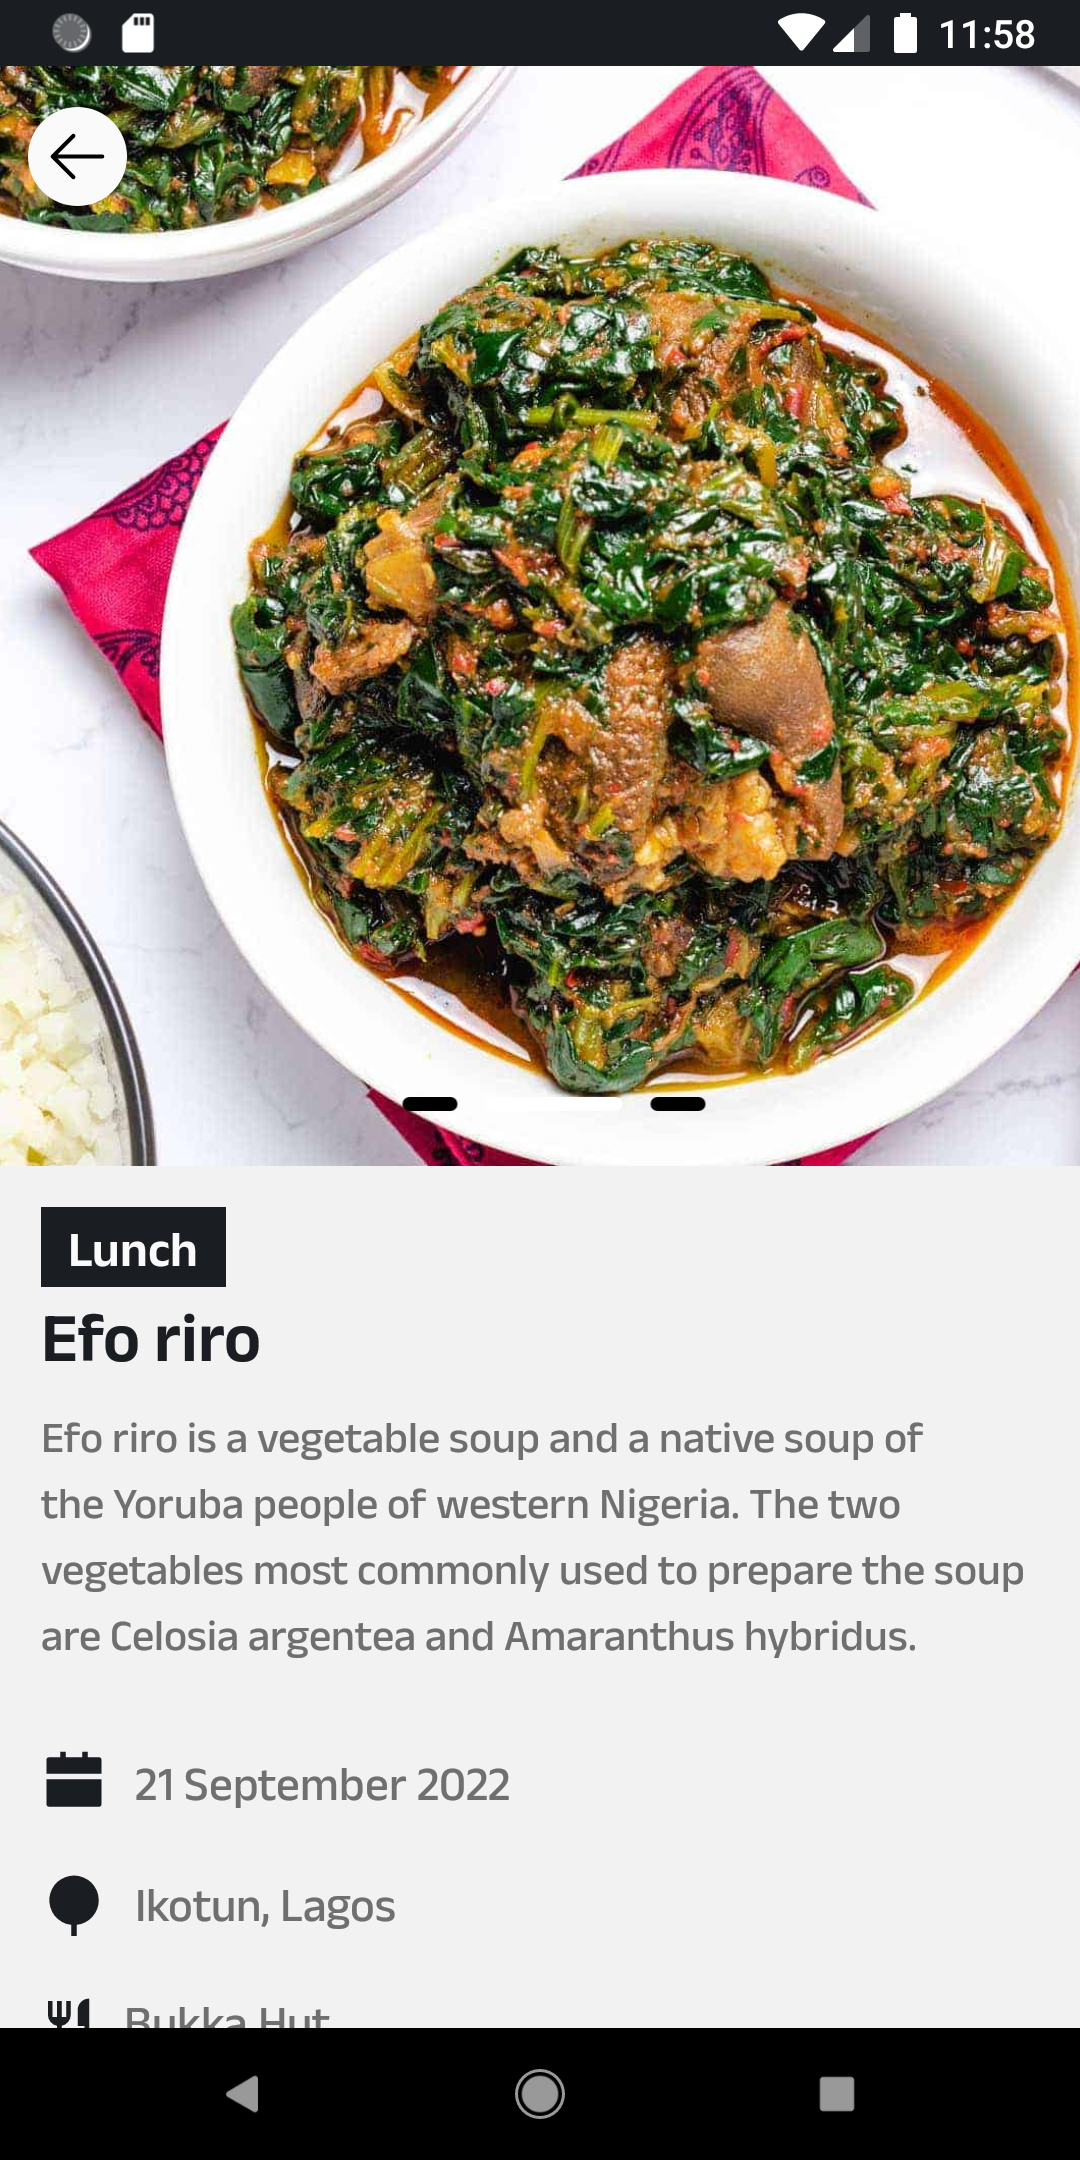 11:58
Lunch
Efo riro
Efo riro is a vegetable soup and a native soup of
the Yoruba people of western Nigeria. The two
vegetables most commonly used to prepare the soup
are Celosia argentea and Amaranthus hybridus.
21 September 2022
Ikotun, Lagos
Bukka Hut